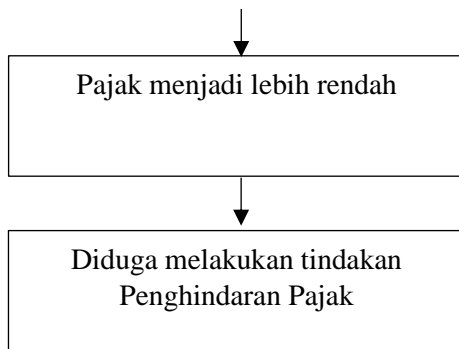 Pajak menjadi lebih rendah
Diduga melakukan tindakan
Penghindaran Pajak